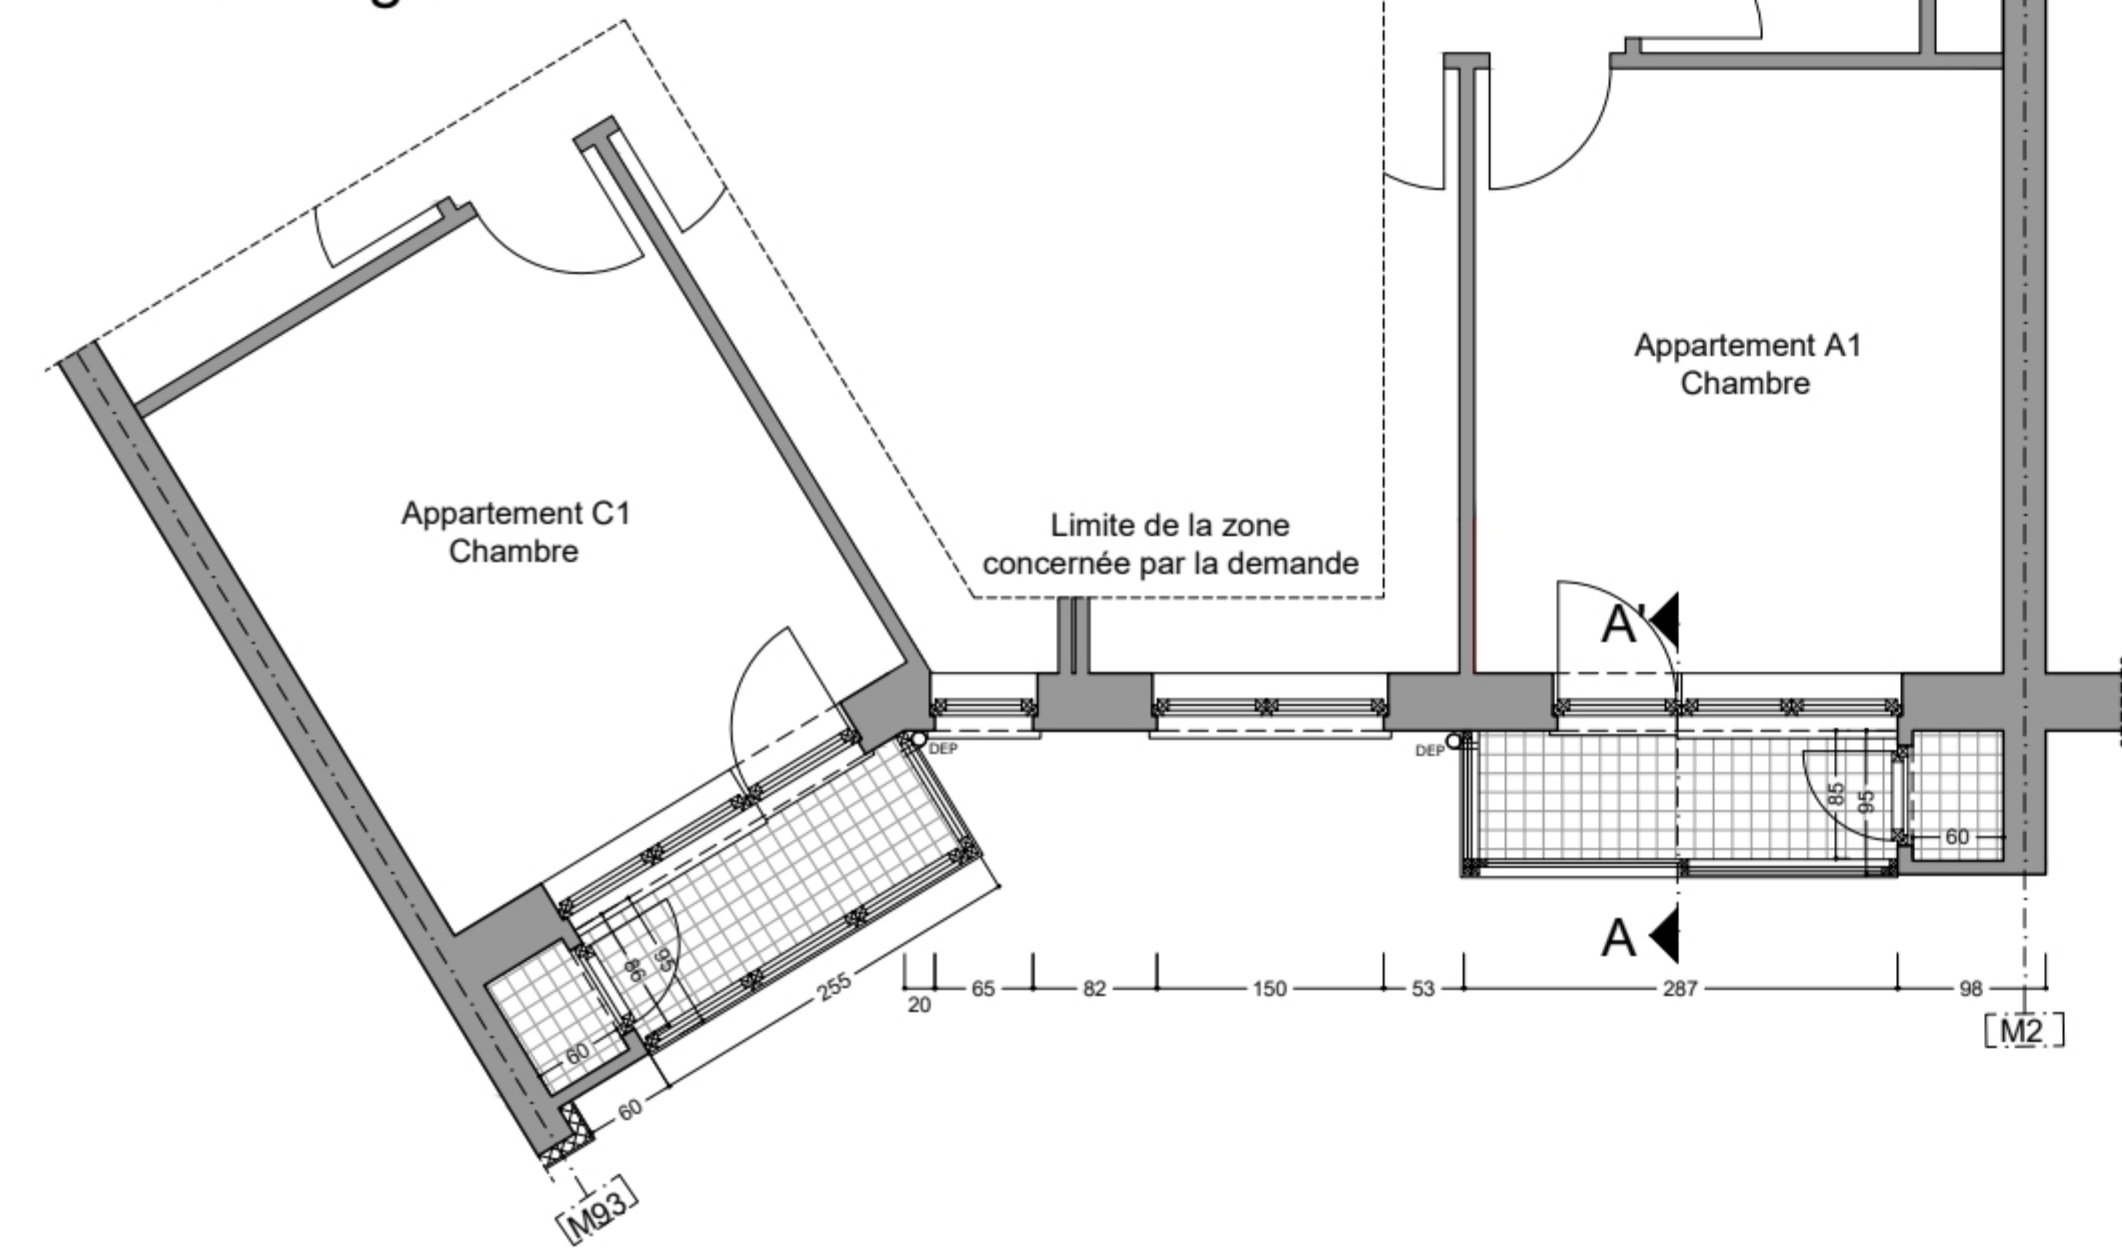 Appartement A1
Chambre
Appartement C1
Chambre
Limite de la zone
concernée par la demande
A'
DEP
DEP
85
95
60
A
86
95
255
60
60
20
65
82
150
53
287
98
M2
M93